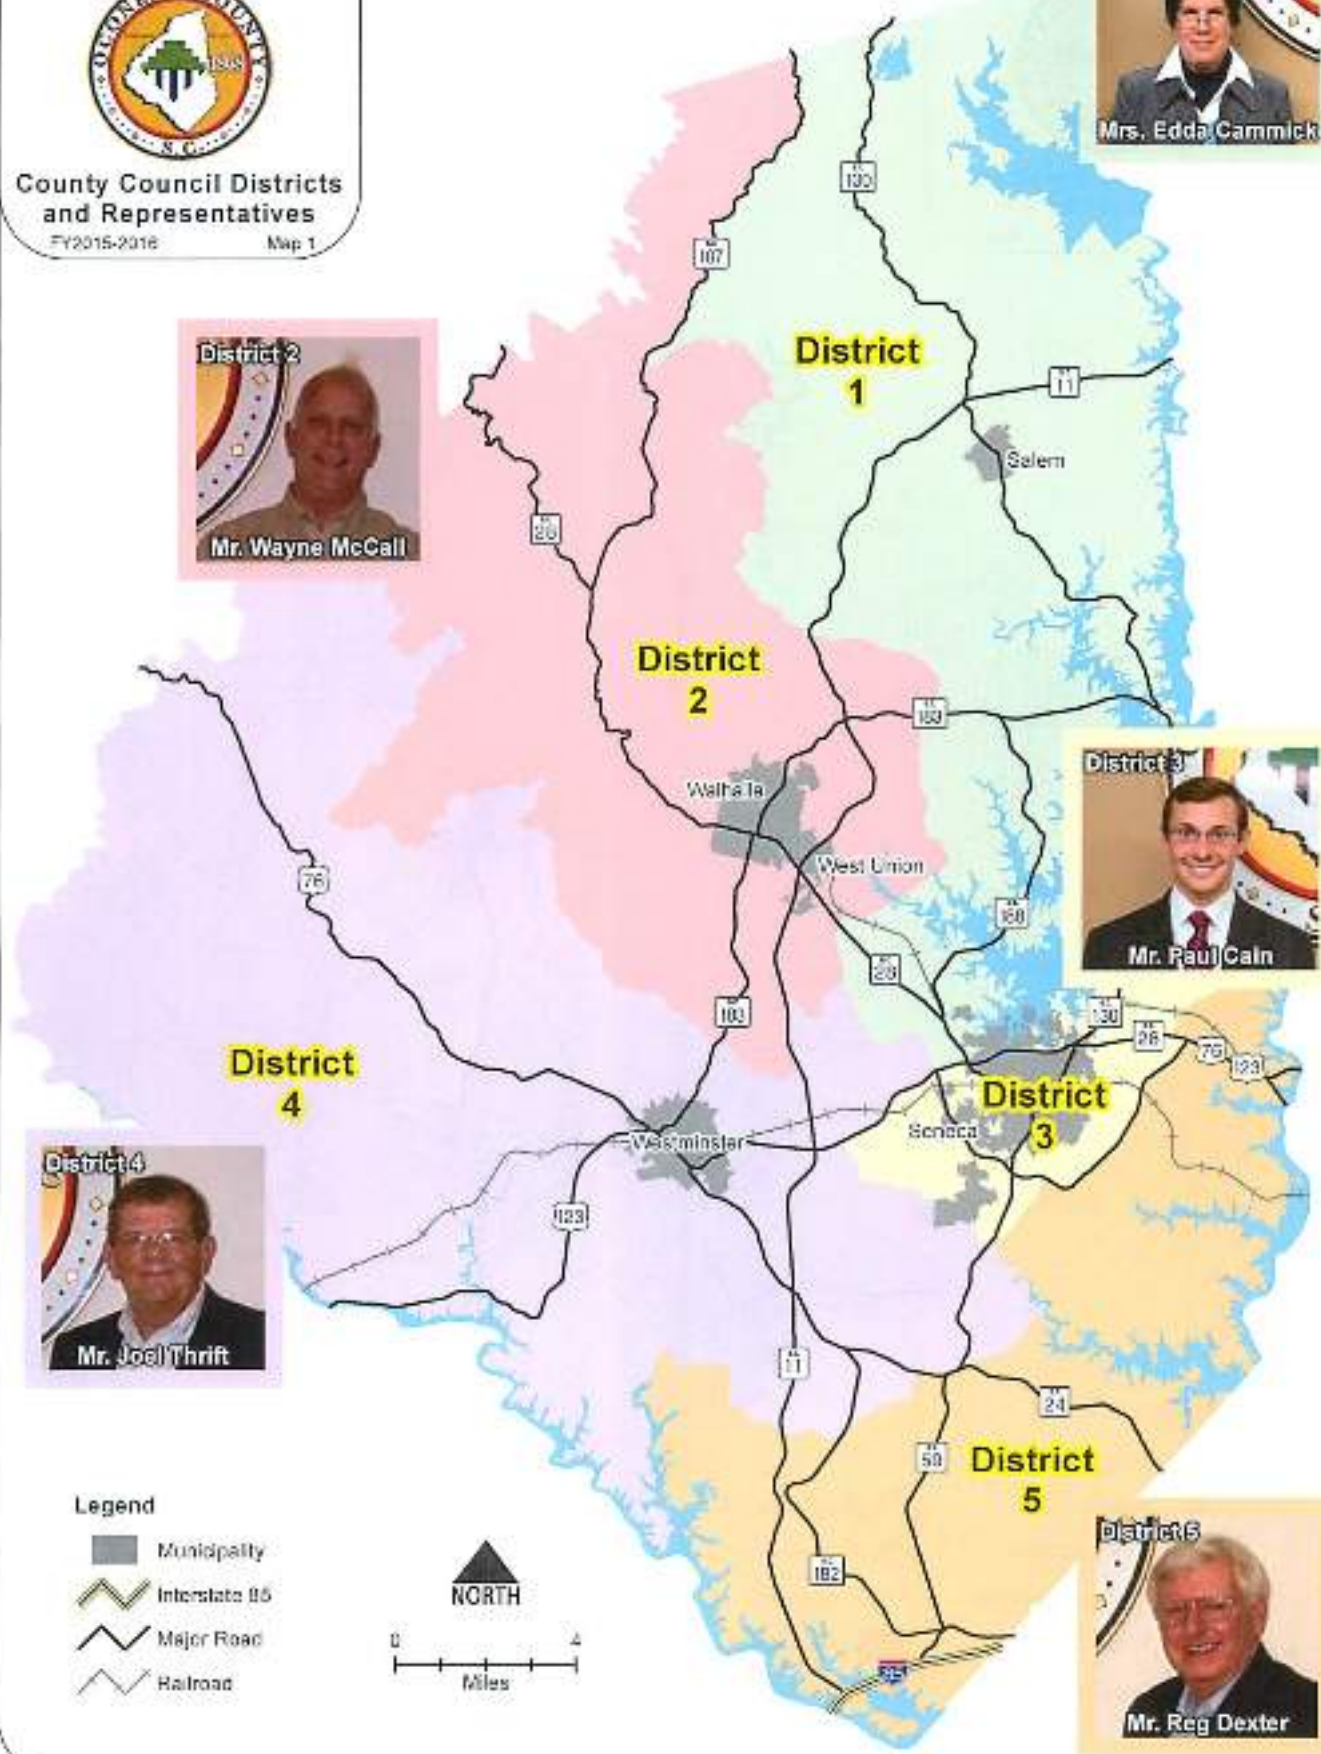 OCONEE COUNTY
1868
S.C.
County Council Districts
and Representatives
FY2015-2016 Map 1
Mrs. Edda Cammick
130
107
District
1
11
Salem
District 2
Mr. Wayne McCall
28
District
2
183
Walhalla
West Union
188
28
District 3
Mr. Paul Cain
76
183
130
28
76
123
District
4
District
3
Seneca
Westminster
123
District 4
Mr. Joel Thrift
11
24
59
District
5
182
85
District 5
Mr. Reg Dexter
Legend
Municipality
Interstate 85
Major Road
Railroad
NORTH
0 4
Miles